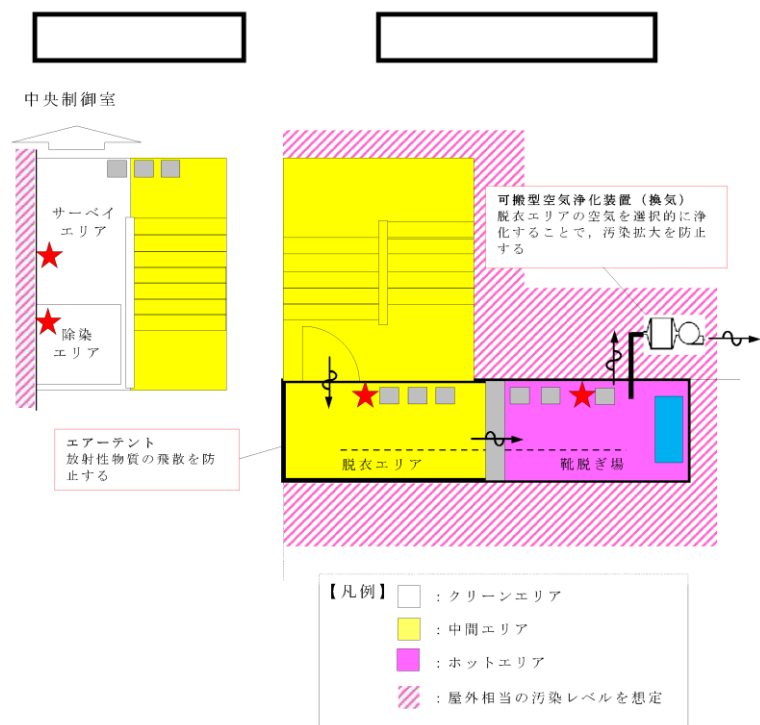 中央制御室
サーベイ
エリア
除染
エリア
可搬型空気浄化装置（換気）
脱衣エリアの空気を選択的に浄
化することで，汚染拡大を防止
する
エアーテント
放射性物質の飛散を防
止する
脱衣エリア
靴脱ぎ場
【凡例】
：クリーンエリア
：中間エリア
：ホットエリア
：屋外相当の汚染レベルを想定